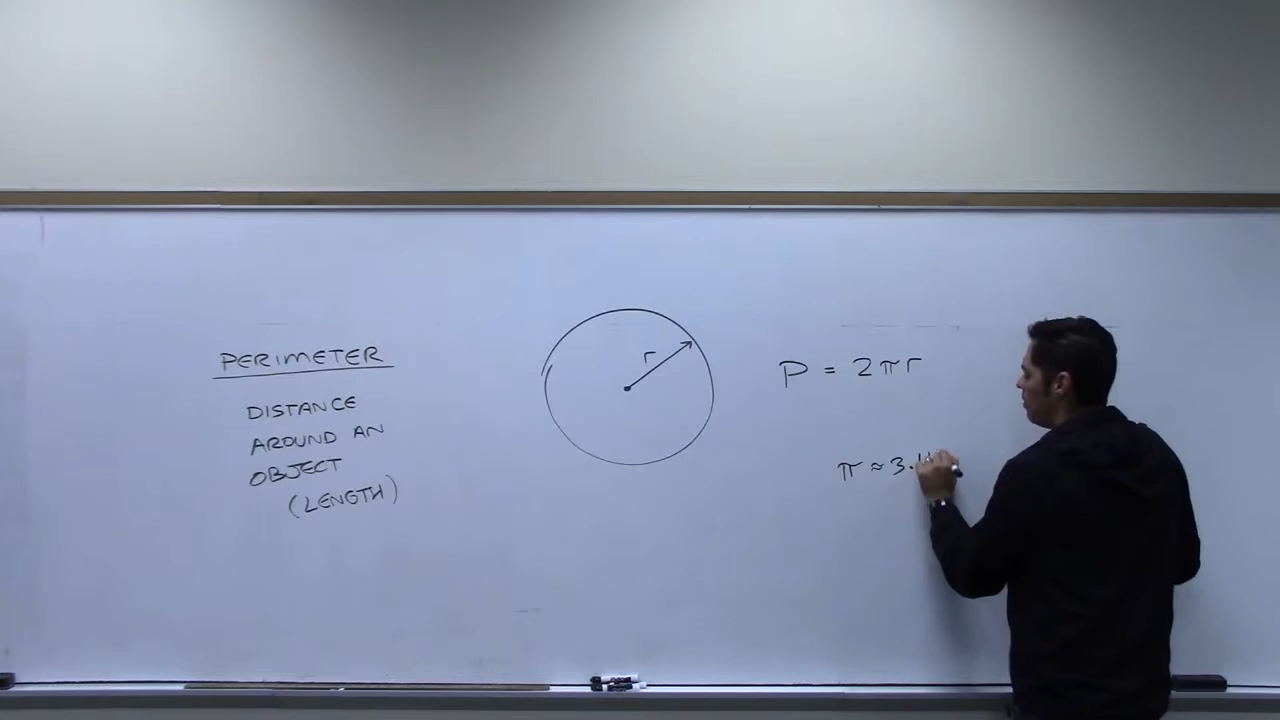 PERIMETER
DISTANCE
AROUND AN
OBJECT
(LENGTH)
r
P = 2πr
π ≈ 3.